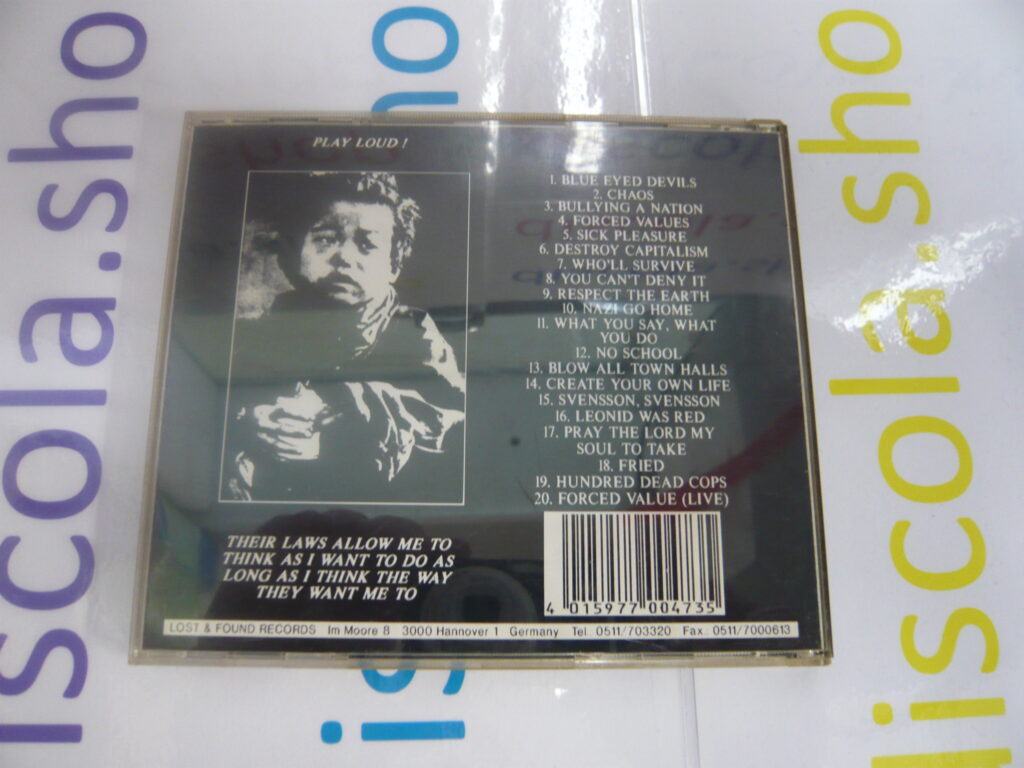 PLAY LOUD !
1. BLUE EYED DEVILS
2. CHAOS
3. BULLYING A NATION
4. FORCED VALUES
5. SICK PLEASURE
6. DESTROY CAPITALISM
7. WHO'LL SURVIVE
8. YOU CAN'T DENY IT
9. RESPECT THE EARTH
10. NAZI GO HOME
11. WHAT YOU SAY, WHAT
YOU DO
12. NO SCHOOL
13. BLOW ALL TOWN HALLS
14. CREATE YOUR OWN LIFE
15. SVENSSON, SVENSSON
16. LEONID WAS RED
17. PRAY THE LORD MY
SOUL TO TAKE
18. FRIED
19. HUNDRED DEAD COPS
20. FORCED VALUE (LIVE)
THEIR LAWS ALLOW ME TO
THINK AS I WANT TO DO AS
LONG AS I THINK THE WAY
THEY WANT ME TO
4 015977 004735
LOST & FOUND RECORDS Im Moore 8 3000 Hannover 1 Germany Tel. 0511/703320 Fax. 0511/7000613
iscola.sho
is
ho
discola.sho